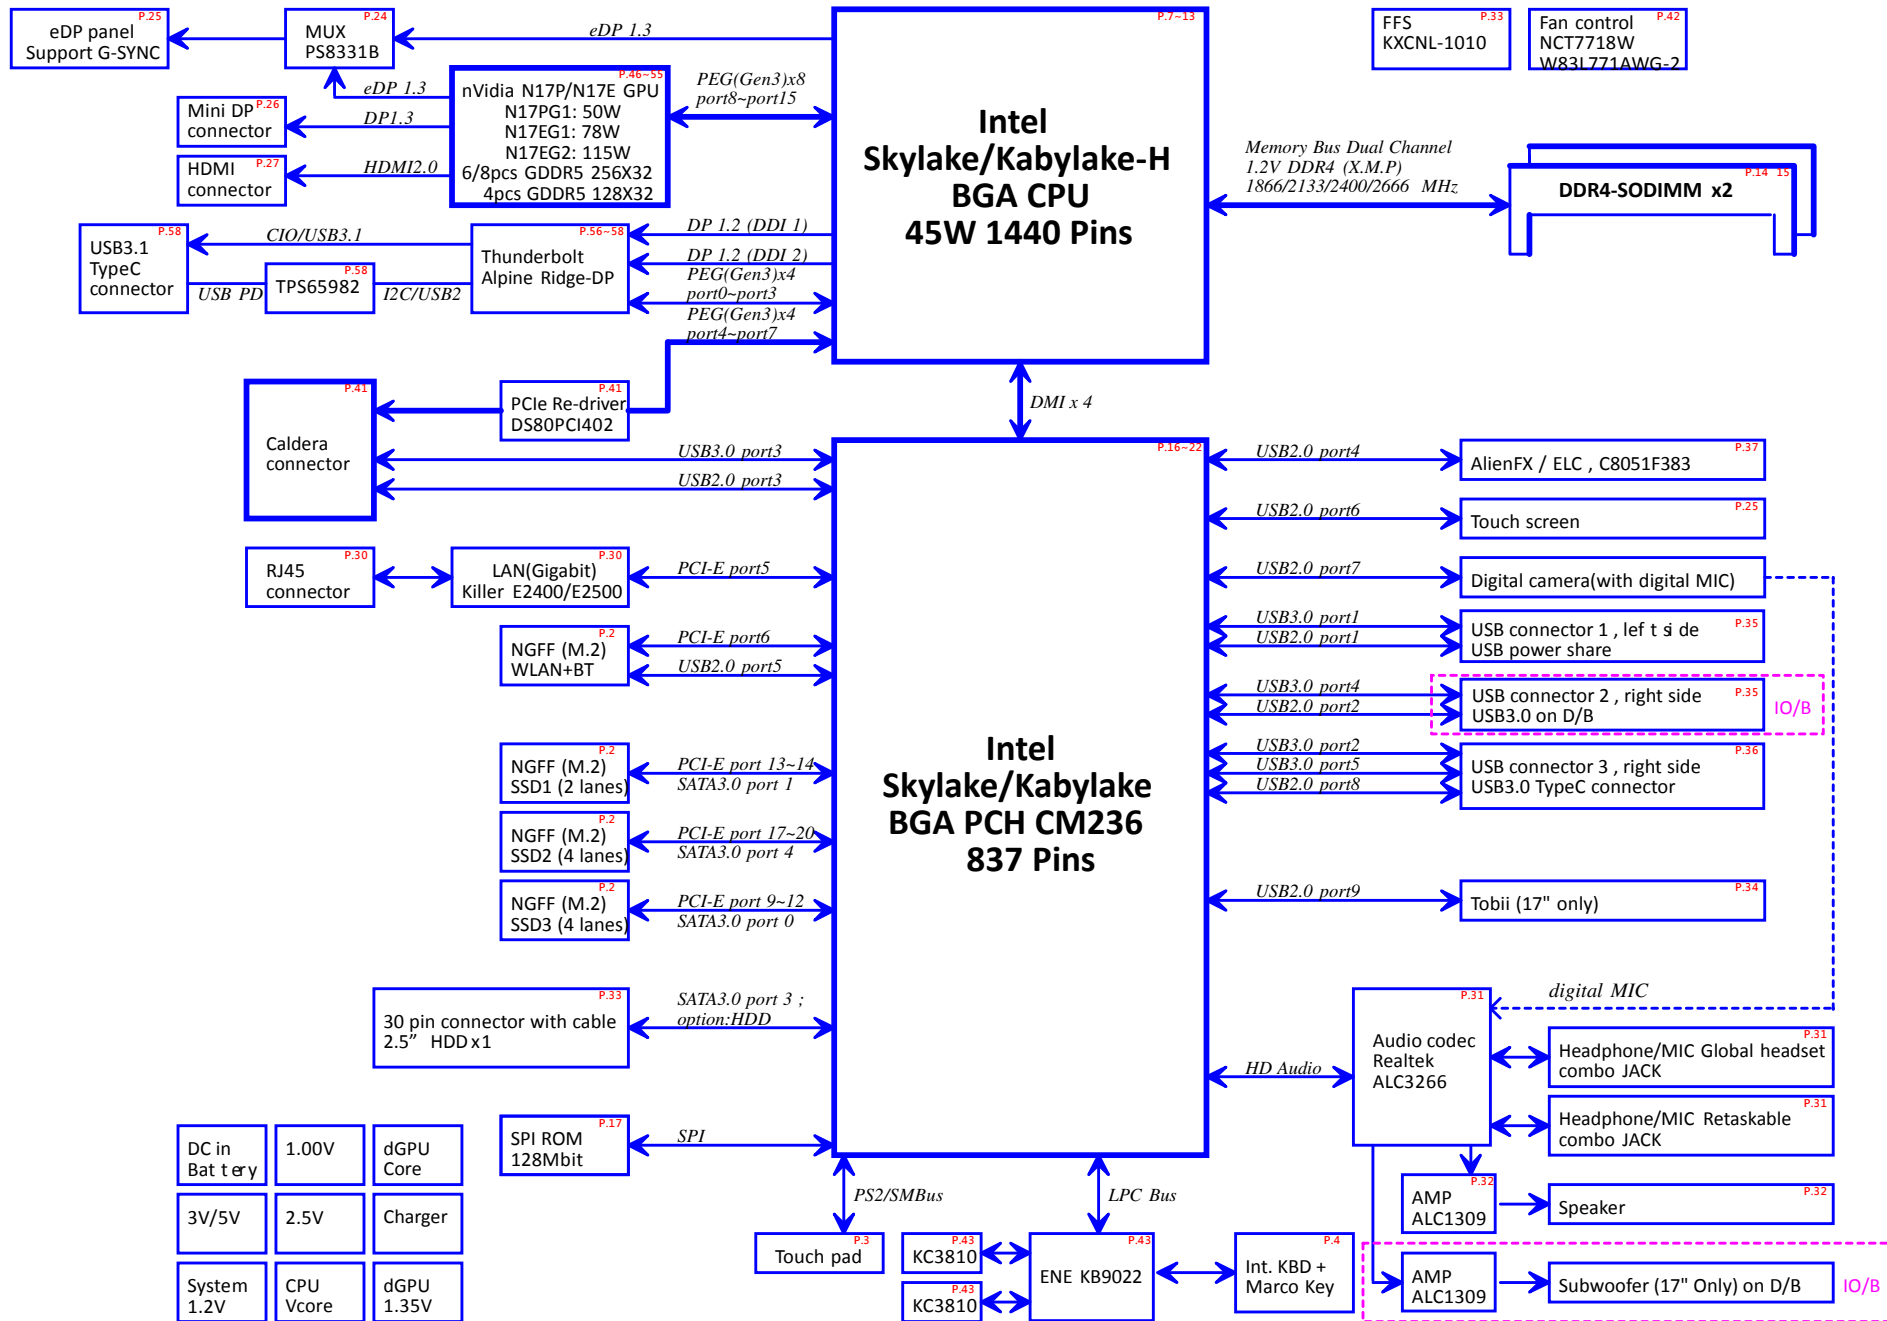 P.25
eDP panel
Support G-SYNC
P.24
MUX
PS8331B
eDP 1.3
P.7~13
Intel
Skylake/Kabylake-H
BGA CPU
45W 1440 Pins
P.33
FFS
KXCNL-1010
P.42
Fan control
NCT7718W
W83L771AWG-2
eDP 1.3
P.46~55
nVidia N17P/N17E GPU
N17PG1: 50W
N17EG1: 78W
N17EG2: 115W
6/8pcs GDDR5 256X32
4pcs GDDR5 128X32
PEG(Gen3)x8
port8~port15
P.26
Mini DP
connector
DP1.3
P.27
HDMI
connector
HDMI2.0
Memory Bus Dual Channel
1.2V DDR4 (X.M.P)
1866/2133/2400/2666 MHz
P.14 15
DDR4-SODIMM x2
P.58
USB3.1
TypeC
connector
CIO/USB3.1
P.58
TPS65982
USB PD
I2C/USB2
P.56~58
Thunderbolt
Alpine Ridge-DP
DP 1.2 (DDI 1)
DP 1.2 (DDI 2)
PEG(Gen3)x4
port0~port3
PEG(Gen3)x4
port4~port7
P.41
Caldera
connector
P.41
PCIe Re-driver
DS80PCI402
DMI x 4
USB3.0 port3
USB2.0 port3
P.16~22
Intel
Skylake/Kabylake
BGA PCH CM236
837 Pins
USB2.0 port4
P.37
AlienFX / ELC , C8051F383
USB2.0 port6
P.25
Touch screen
P.30
RJ45
connector
P.30
LAN(Gigabit)
Killer E2400/E2500
PCI-E port5
USB2.0 port7
Digital camera(with digital MIC)
P.2
NGFF (M.2)
WLAN+BT
PCI-E port6
USB2.0 port5
USB3.0 port1
USB2.0 port1
P.35
USB connector 1 , lef t si de
USB power share
USB3.0 port4
USB2.0 port2
P.35
USB connector 2 , right side
USB3.0 on D/B
IO/B
P.2
NGFF (M.2)
SSD1 (2 lanes)
PCI-E port 13~14
SATA3.0 port 1
USB3.0 port2
USB3.0 port5
USB2.0 port8
P.36
USB connector 3 , right side
USB3.0 TypeC connector
P.2
NGFF (M.2)
SSD2 (4 lanes)
PCI-E port 17~20
SATA3.0 port 4
P.2
NGFF (M.2)
SSD3 (4 lanes)
PCI-E port 9~12
SATA3.0 port 0
USB2.0 port9
P.34
Tobii (17" only)
P.33
30 pin connector with cable
2.5” HDD x1
SATA3.0 port 3 ;
option:HDD
digital MIC
P.31
Audio codec
Realtek
ALC3266
HD Audio
P.31
Headphone/MIC Global headset
combo JACK
P.31
Headphone/MIC Retaskable
combo JACK
P.17
SPI ROM
128Mbit
SPI
DC in
Bat t ery
1.00V
dGPU
Core
3V/5V
2.5V
Charger
System
1.2V
CPU
Vcore
dGPU
1.35V
PS2/SMBus
P.3
Touch pad
LPC Bus
P.43
KC3810
P.43
KC3810
P.43
ENE KB9022
P.4
Int. KBD +
Marco Key
P.32
AMP
ALC1309
P.32
Speaker
AMP
ALC1309
Subwoofer (17" Only) on D/B
IO/B